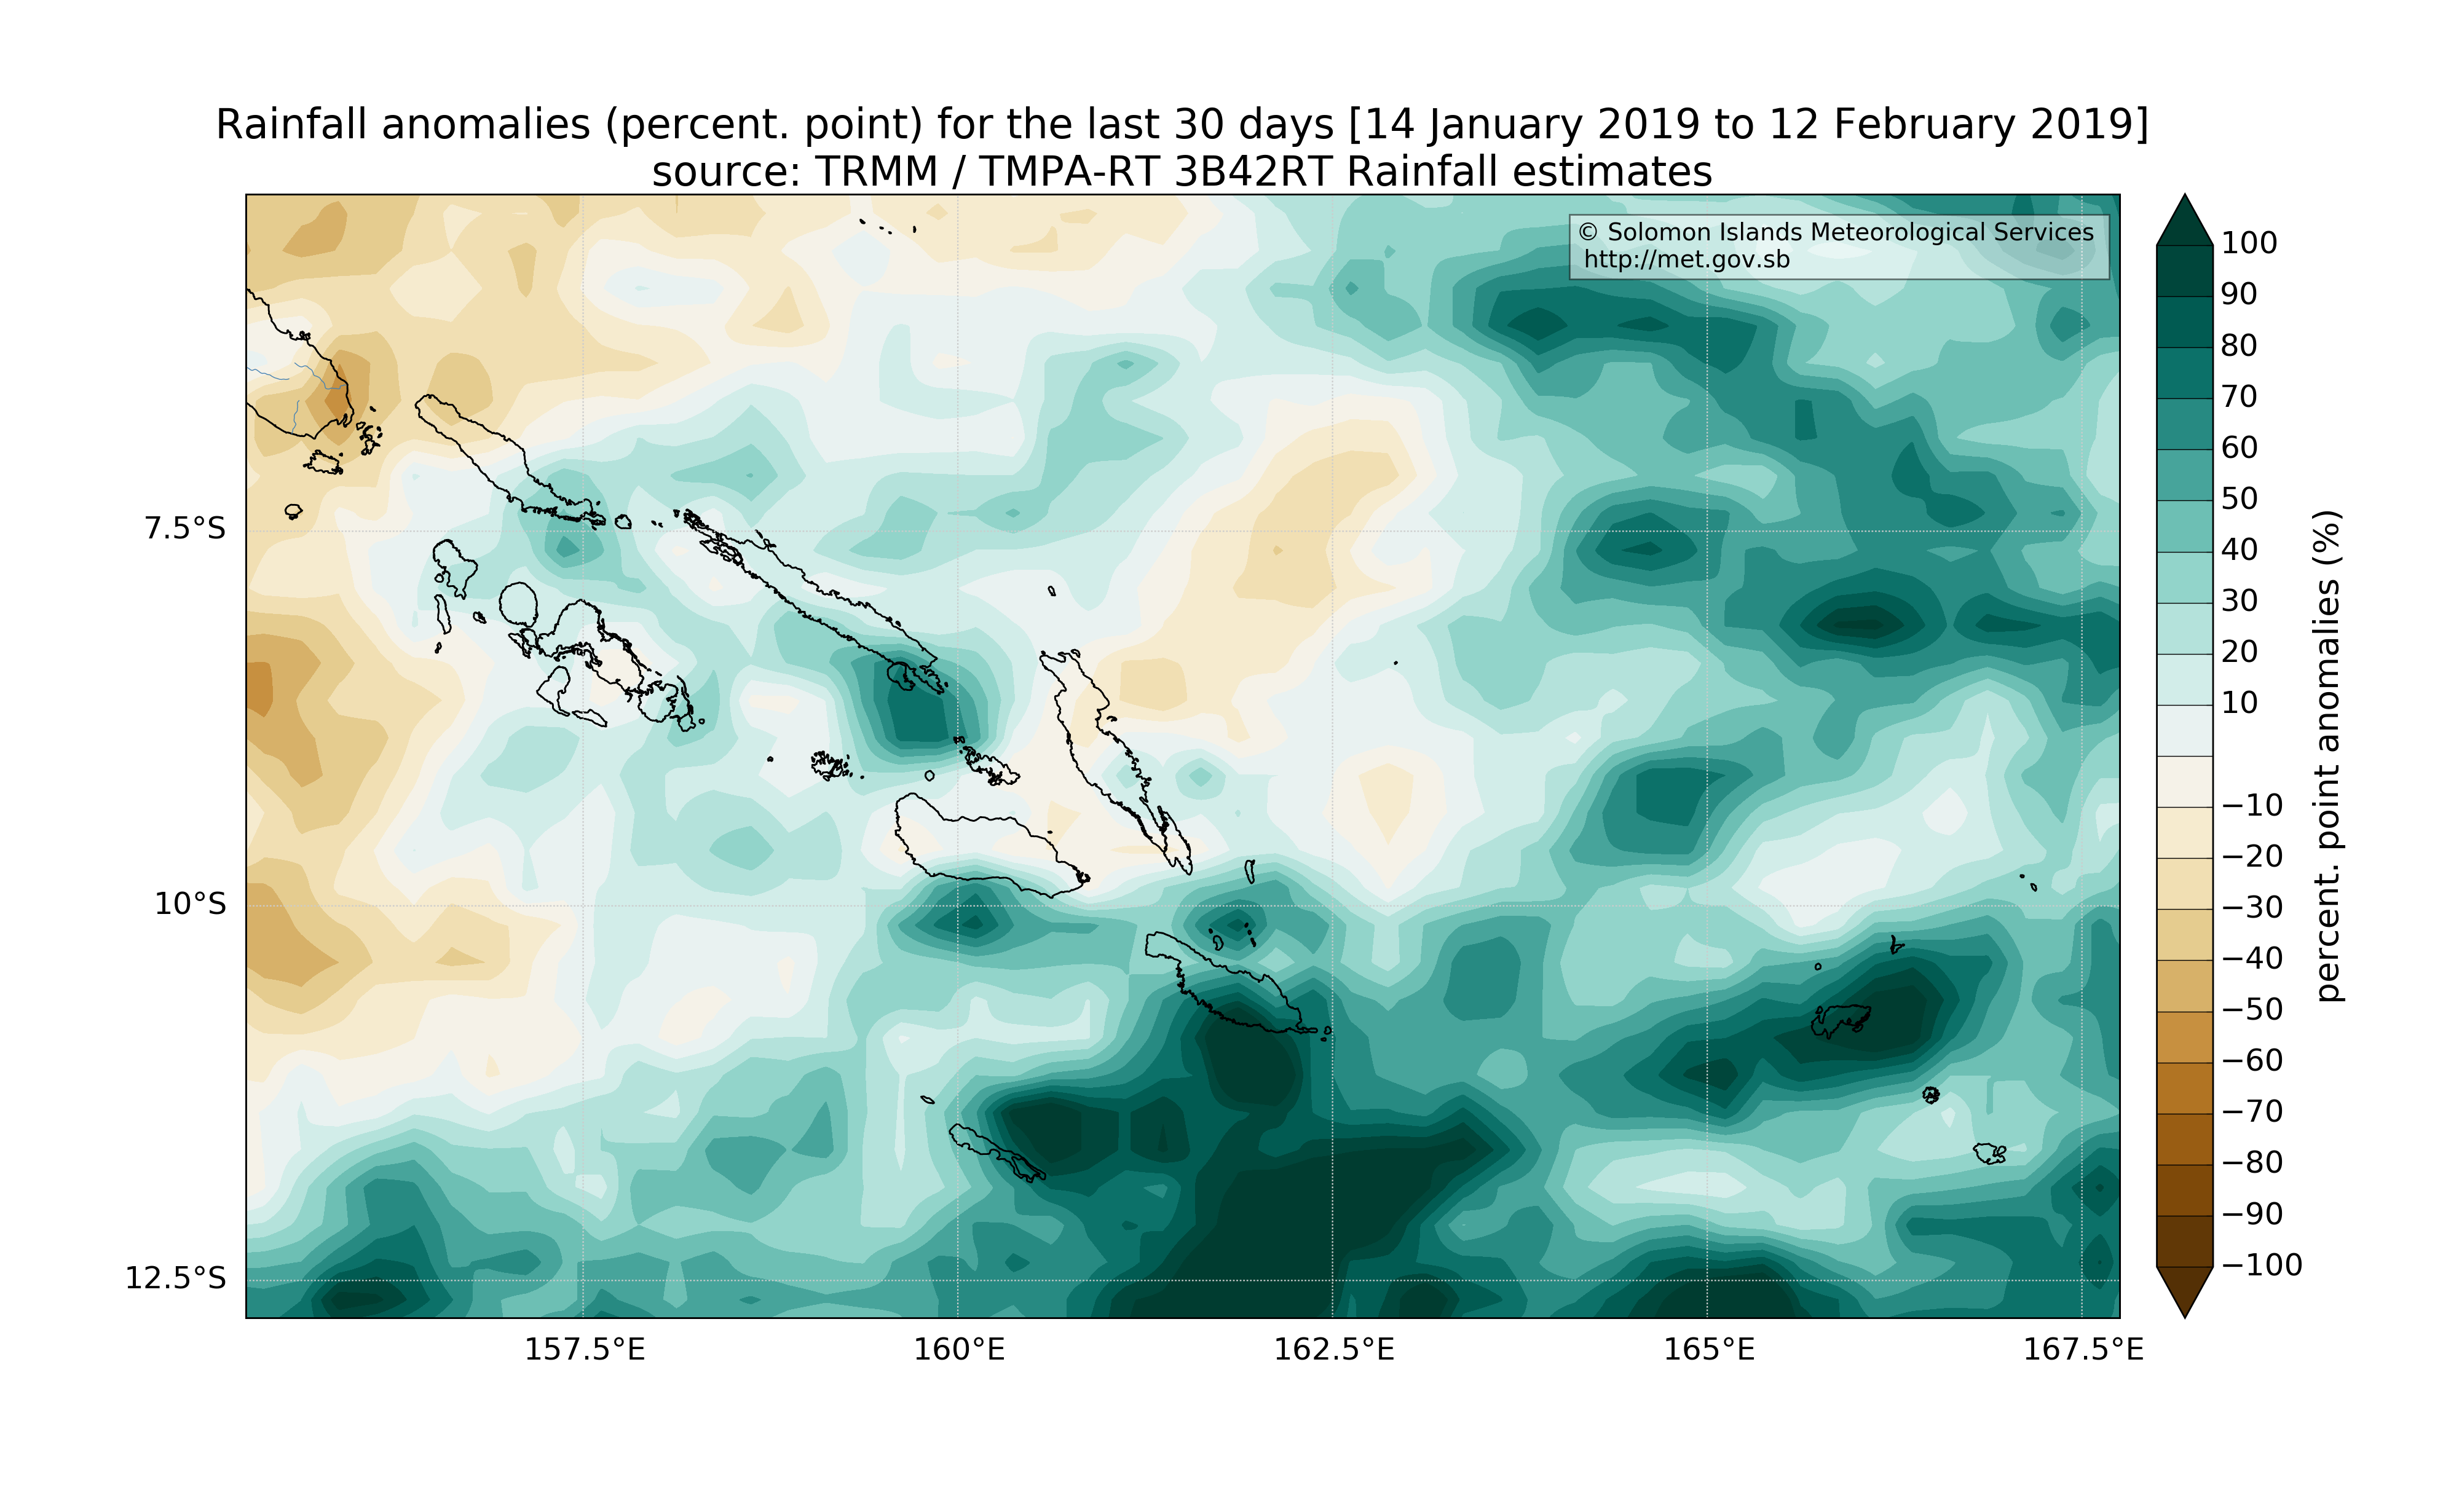 Rainfall anomalies (percent. point) for the last 30 days [14 January 2019 to 12 February 2019]
source: TRMM / TMPA-RT 3B42RT Rainfall estimates
© Solomon Islands Meteorological Services
http://met.gov.sb
7.5°S
10°S
12.5°S
157.5°E
160°E
162.5°E
165°E
167.5°E
100
90
80
70
60
50
40
30
20
10
−10
−20
−30
−40
−50
−60
−70
−80
−90
−100
percent. point anomalies (%)